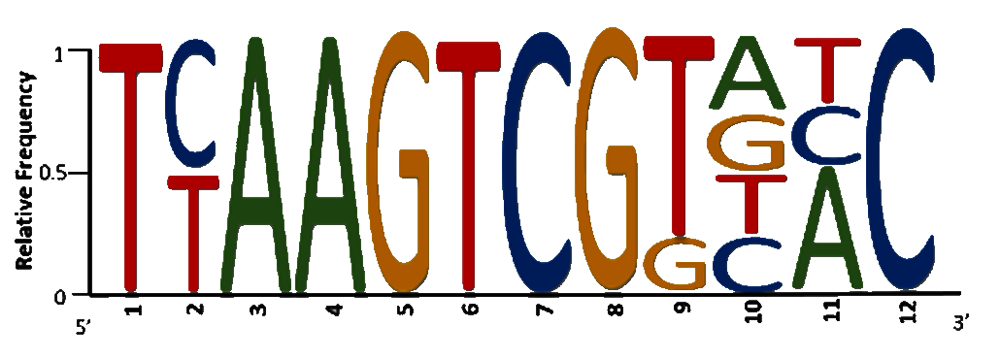 Relative Frequency
1
0.5
0
T C A A G T C G T A T C
T G C
T A
G C
5' 1 2 3 4 5 6 7 8 9 10 11 12 3'